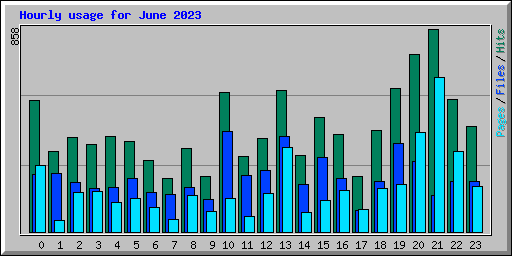 Hourly usage for June 2023
858
Pages / Files / Hits
0 1 2 3 4 5 6 7 8 9 10 11 12 13 14 15 16 17 18 19 20 21 22 23